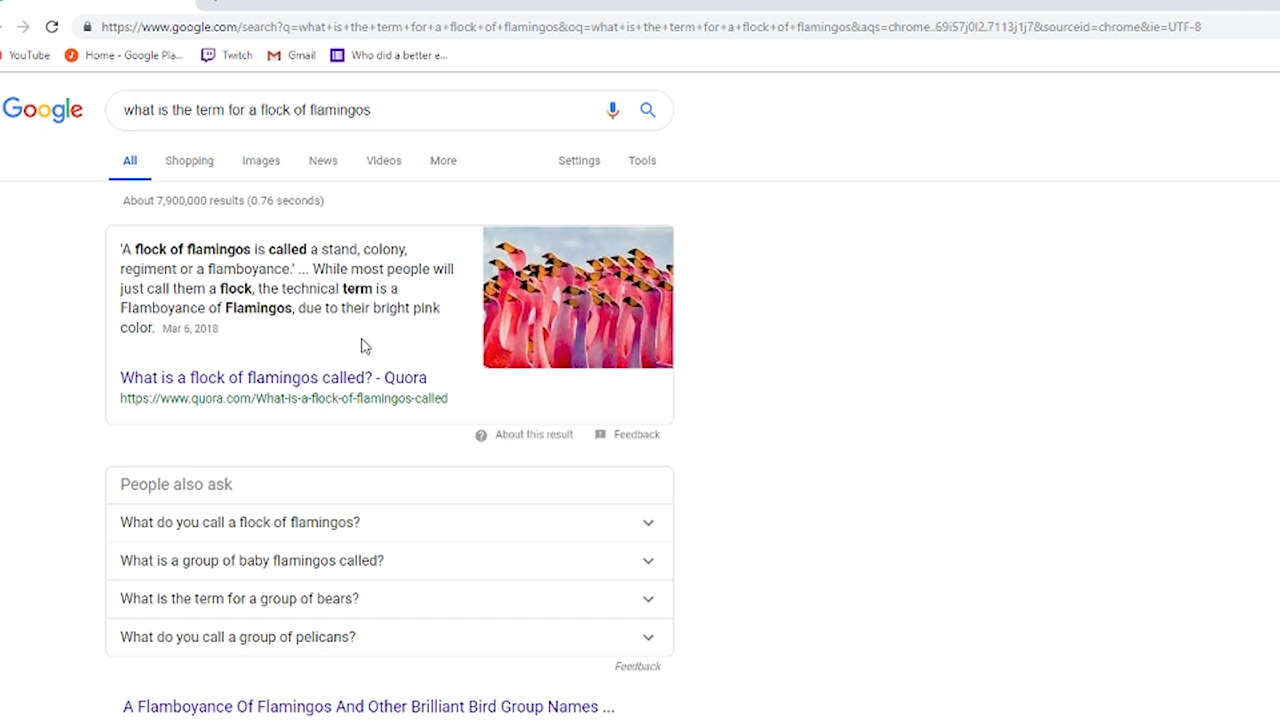 https://www.google.com/search?q=what+is+the+term+for+a+flock+of+flamingos&oq=what+is+the+term+for+a+flock+of+flamingos&aqs=chrome..69i57j0l2.7113j1j7&sourceid=chrome&ie=UTF-8
YouTube Home - Google Pla... Twitch Gmail Who did a better e...
Google what is the term for a flock of flamingos
All Shopping Images News Videos More Settings Tools
About 7,900,000 results (0.76 seconds)
'A flock of flamingos is called a stand, colony,
regiment or a flamboyance.' ... While most people will
just call them a flock, the technical term is a
Flamboyance of Flamingos, due to their bright pink
color. Mar 6, 2018
What is a flock of flamingos called? - Quora
https://www.quora.com/What-is-a-flock-of-flamingos-called
About this result Feedback
People also ask
What do you call a flock of flamingos?
What is a group of baby flamingos called?
What is the term for a group of bears?
What do you call a group of pelicans?
Feedback
A Flamboyance Of Flamingos And Other Brilliant Bird Group Names ...